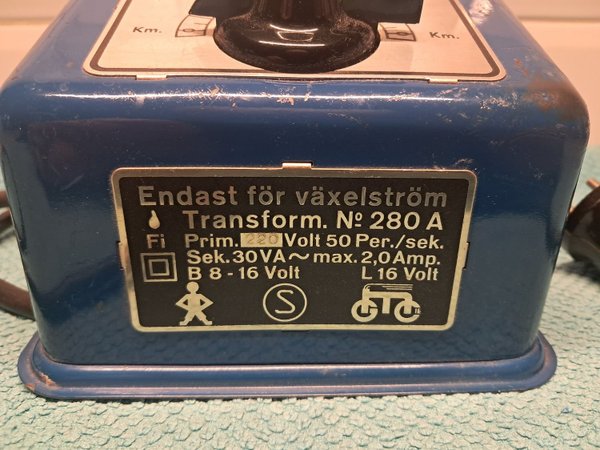 Km. Km.
Endast för växelström
Transform. Nº 280 A
Fi Prim. 220 Volt 50 Per./sek.
Sek. 30 VA ~ max. 2,0 Amp.
B 8 - 16 Volt L 16 Volt
S